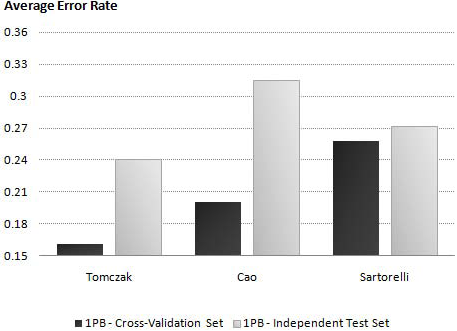 Average Error Rate
0.36
0.33
0.3
0.27
0.24
0.21
0.18
0.15
Tomczak Cao Sartorelli
1PB - Cross-Validation Set 1PB - Independent Test Set